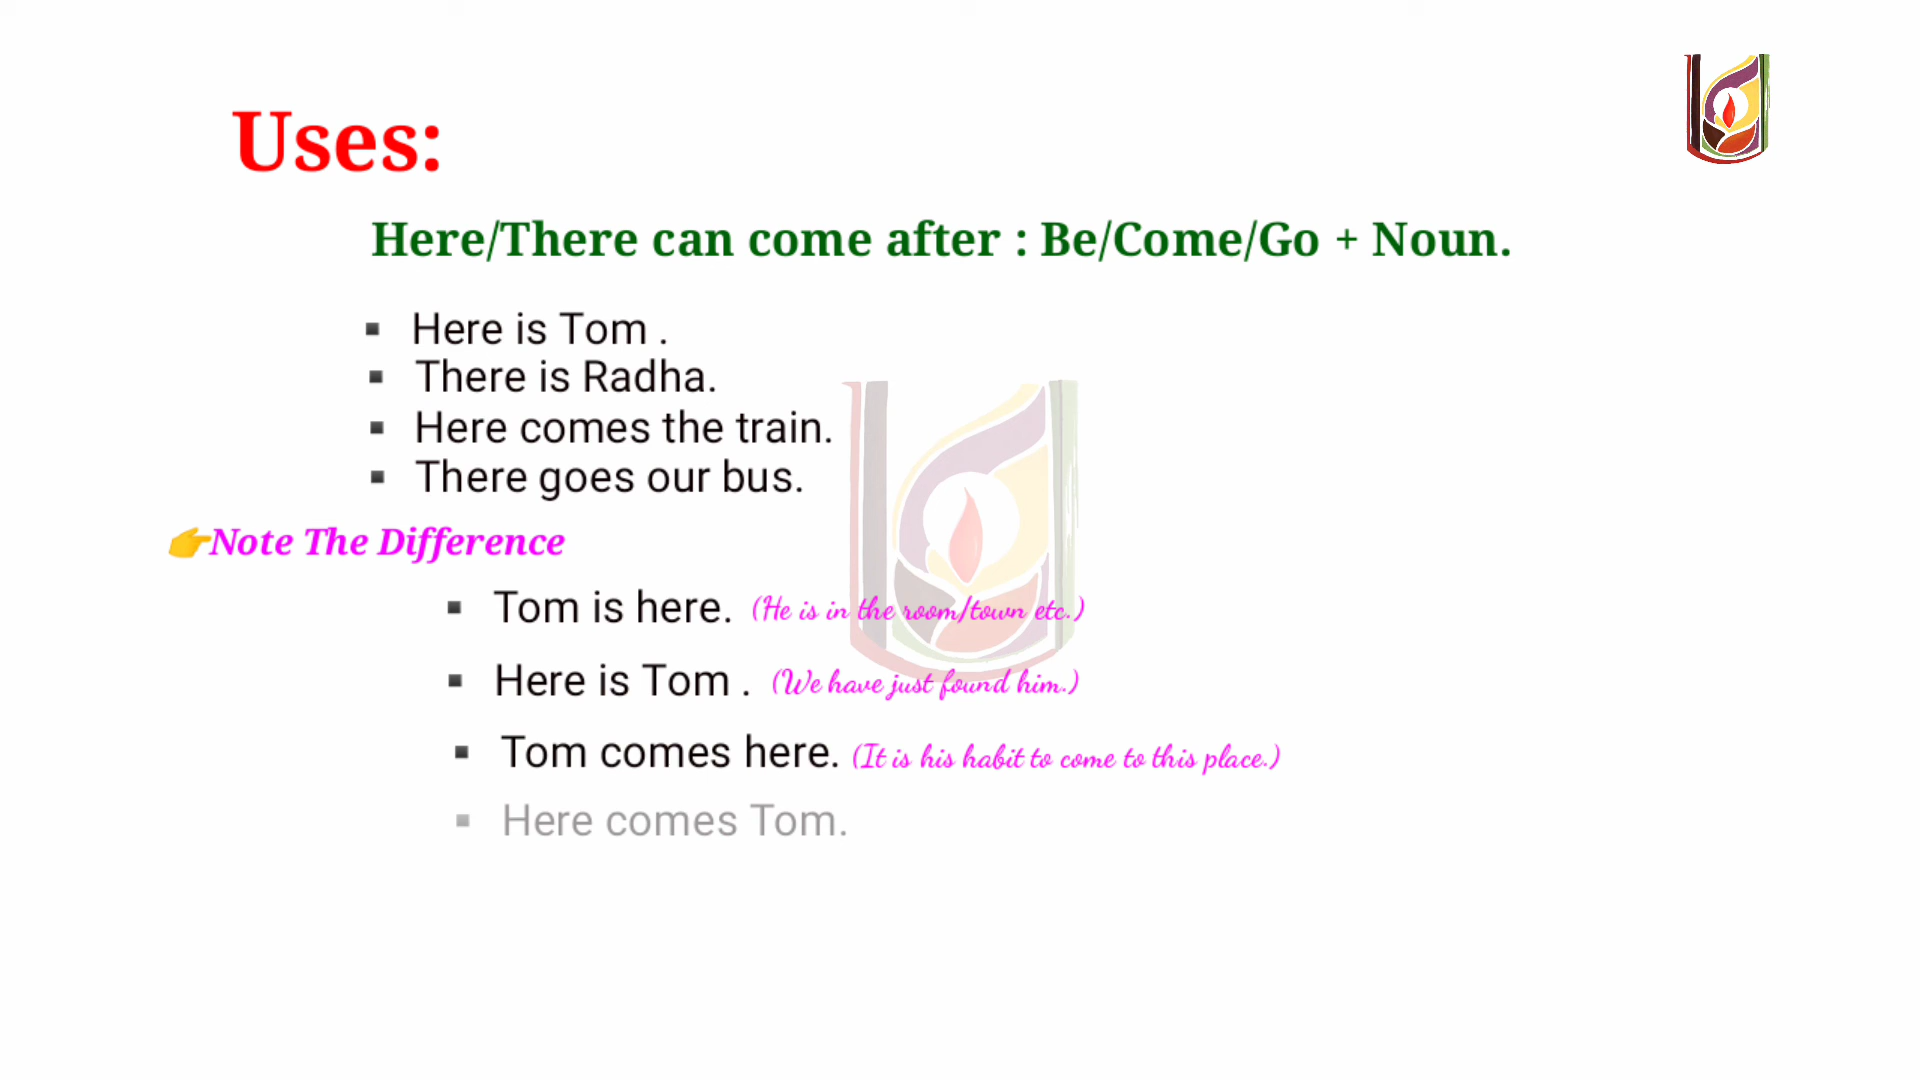 Uses:
Here/There can come after : Be/Come/Go + Noun.
▪ Here is Tom .
▪ There is Radha.
▪ Here comes the train.
▪ There goes our bus.
👉Note The Difference
▪ Tom is here. (He is in the room/town etc.)
▪ Here is Tom . (We have just found him.)
▪ Tom comes here. (It is his habit to come to this place.)
▪ Here comes Tom.